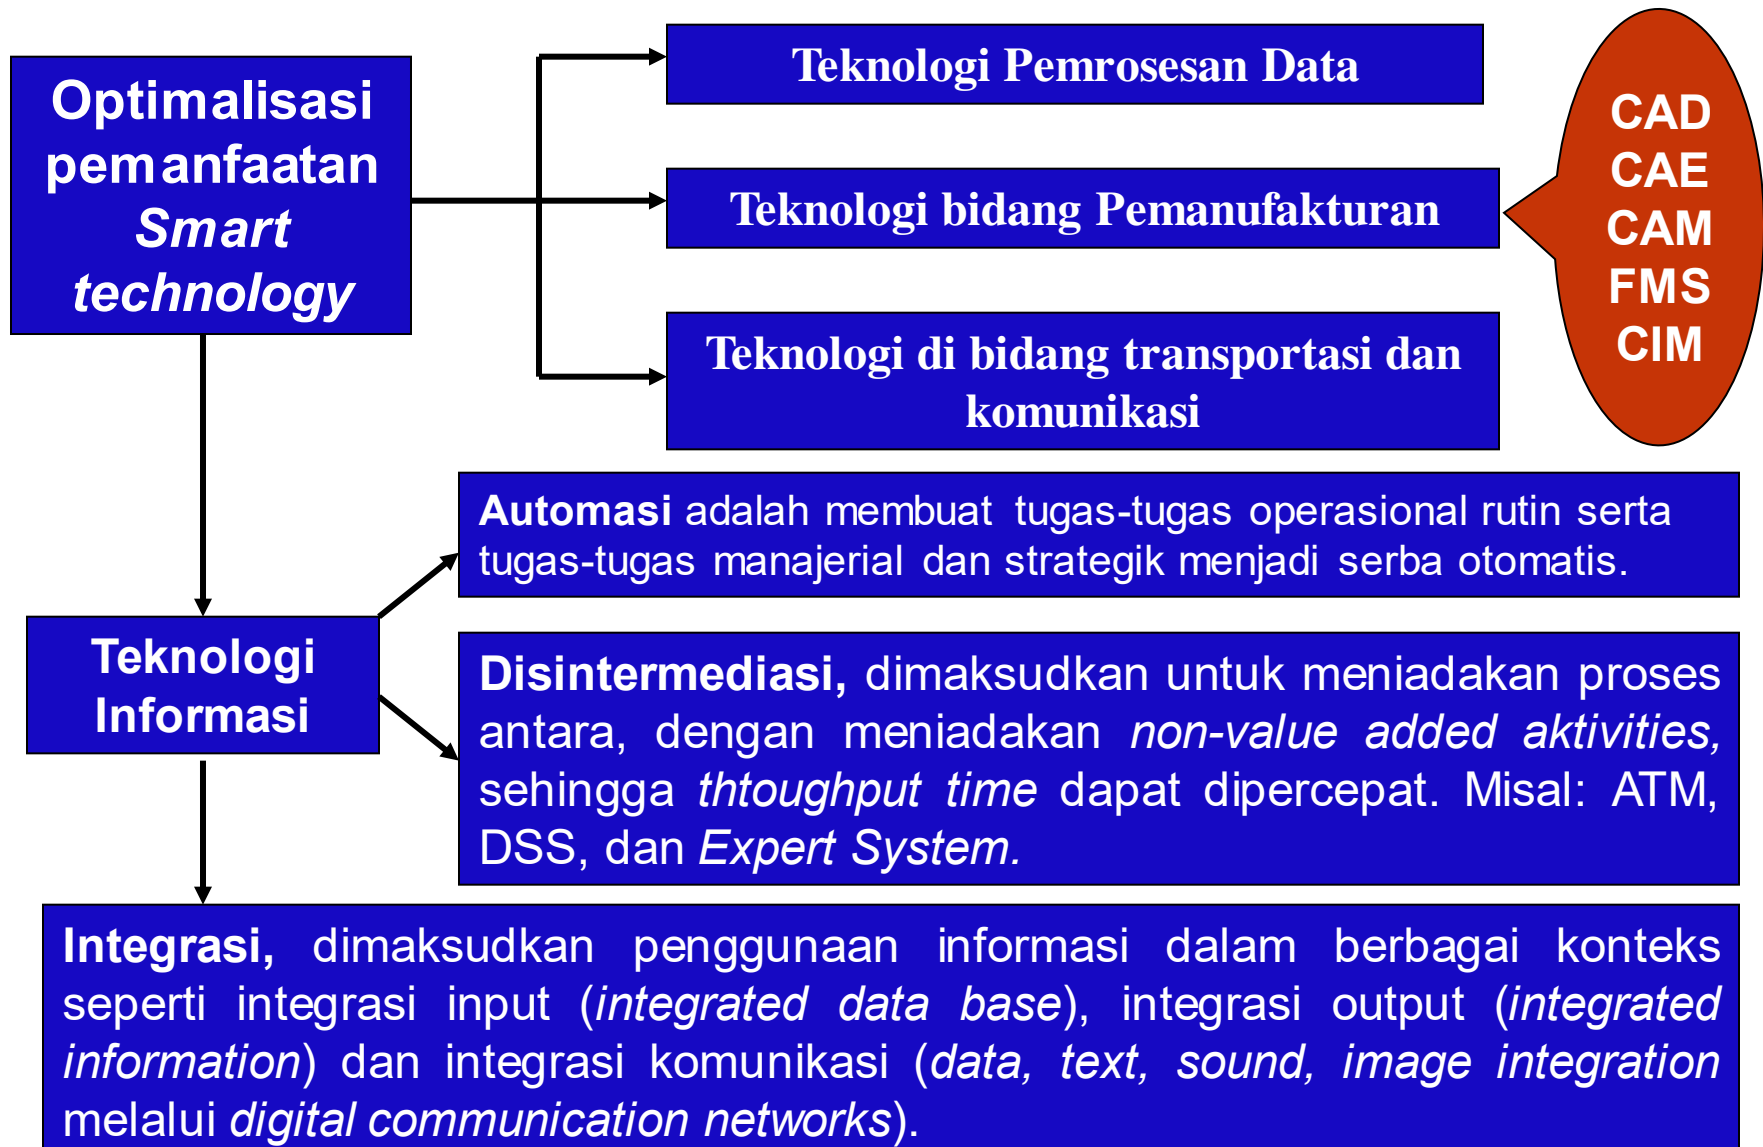 Optimalisasi
pemanfaatan
Smart
technology
Teknologi Pemrosesan Data
Teknologi bidang Pemanufakturan
Teknologi di bidang transportasi dan
komunikasi
CAD
CAE
CAM
FMS
CIM
Teknologi
Informasi
Automasi adalah membuat tugas-tugas operasional rutin serta
tugas-tugas manajerial dan strategik menjadi serba otomatis.
Disintermediasi, dimaksudkan untuk meniadakan proses
antara, dengan meniadakan non-value added aktivities,
sehingga thtoughput time dapat dipercepat. Misal: ATM,
DSS, dan Expert System.
Integrasi, dimaksudkan penggunaan informasi dalam berbagai konteks
seperti integrasi input (integrated data base), integrasi output (integrated
information) dan integrasi komunikasi (data, text, sound, image integration
melalui digital communication networks).